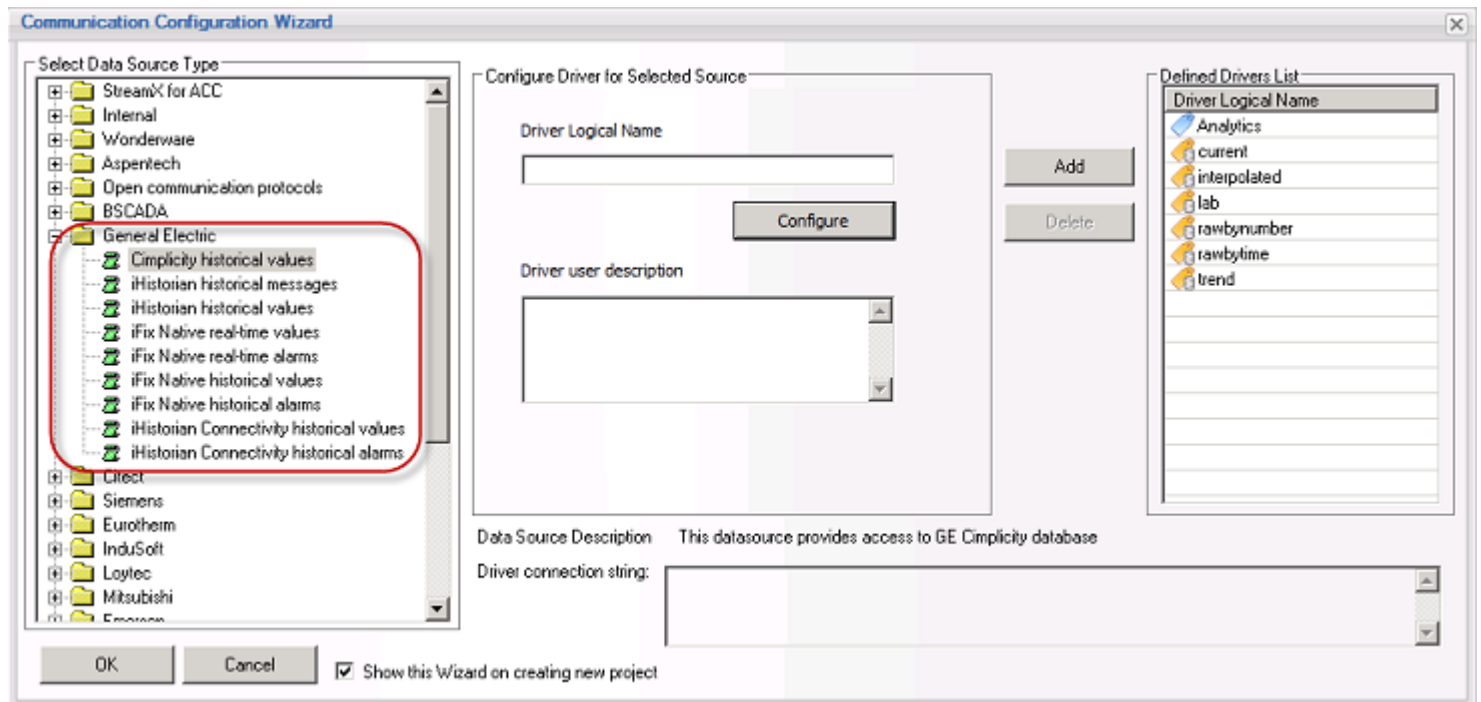 Communication Configuration Wizard
Select Data Source Type
StreamX for ACC
Internal
Wonderware
Aspentech
Open communication protocols
BSCADA
General Electric
Cimplicity historical values
iHistorian historical messages
iHistorian historical values
iFix Native real-time values
iFix Native real-time alarms
iFix Native historical values
iFix Native historical alarms
iHistorian Connectivity historical values
iHistorian Connectivity historical alarms
Citect
Siemens
Eurotherm
InduSoft
Loytec
Mitsubishi
Emerson
Configure Driver for Selected Source
Driver Logical Name
Configure
Driver user description
Add
Delete
Defined Drivers List
Driver Logical Name
Analytics
current
interpolated
lab
rawbynumber
rawbytime
trend
Data Source Description This datasource provides access to GE Cimplicity database
Driver connection string:
OK
Cancel
Show this Wizard on creating new project